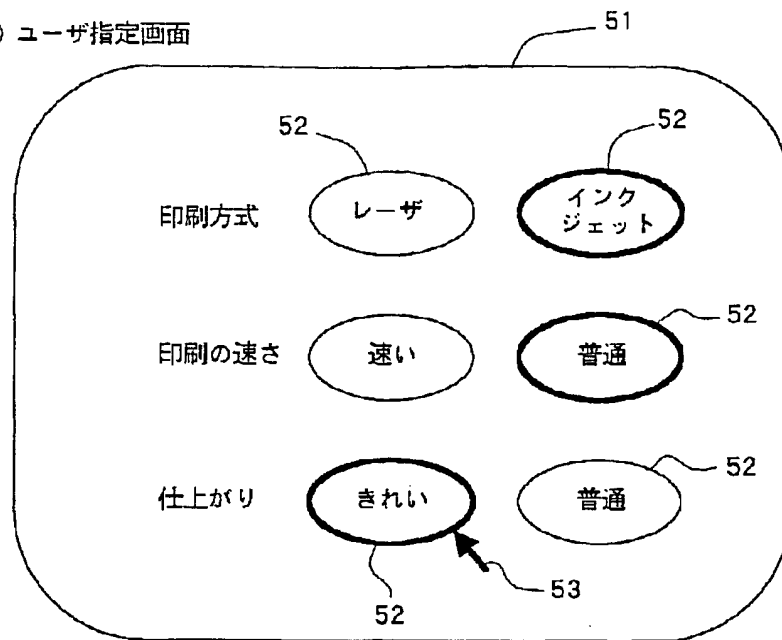 ) ユーザ指定画面
51
52
52
印刷方式
レーザ
インク
ジェット
52
印刷の速さ
速い
普通
52
仕上がり
きれい
普通
53
52